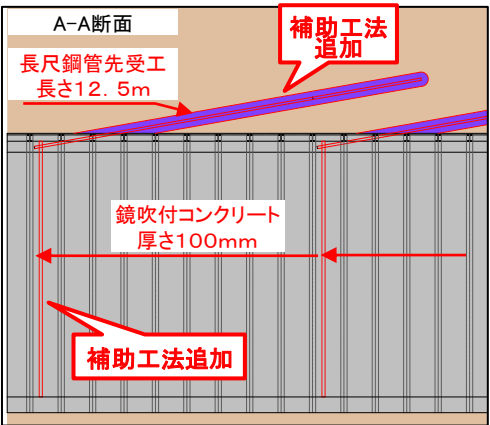 A-A断面
補助工法
追加
長尺鋼管先受工
長さ12．5m
鏡吹付コンクリート
厚さ100mm
補助工法追加